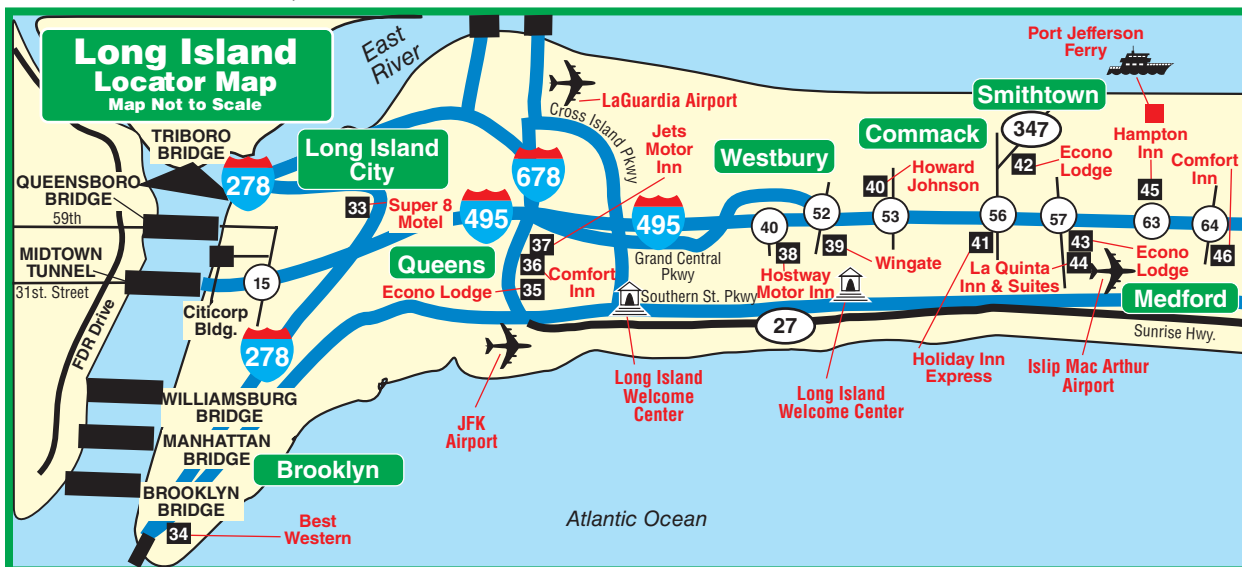 Long Island
Locator Map
Map Not to Scale
East
River
Port Jefferson
Ferry
LaGuardia Airport
Cross Island Pkwy
Smithtown
347
TRIBORO
BRIDGE
278
Long Island
City
678
Jets
Motor
Inn
Westbury
Commack
Hampton
Inn
Comfort
Inn
42
Econo
Lodge
40
Howard
Johnson
45
QUEENSBORO
BRIDGE
59th
33
Super 8
Motel
495
495
40
52
53
56
57
63
64
MIDTOWN
TUNNEL
31st. Street
15
Queens
37
36
35
Comfort
Inn
Econo Lodge
Grand Central
Pkwy
38
Hostway
Motor Inn
39
Wingate
41
43
44
Econo
Lodge
La Quinta
Inn & Suites
46
Southern St. Pkwy
Medford
Citicorp
Bldg.
FDR Drive
278
27
Sunrise Hwy.
WILLIAMSBURG
BRIDGE
MANHATTAN
BRIDGE
BROOKLYN
BRIDGE
34
Best
Western
Brooklyn
JFK
Airport
Long Island
Welcome
Center
Long Island
Welcome Center
Holiday Inn
Express
Islip Mac Arthur
Airport
Atlantic Ocean